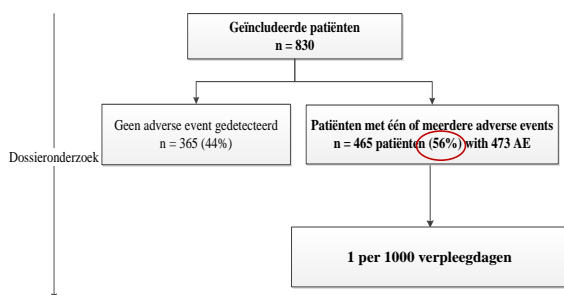 Geïncludeerde patiënten
n = 830
Geen adverse event gedetecteerd
n = 365 (44%)
Patiënten met één of meerdere adverse events
n = 465 patiënten (56%) with 473 AE
Dossieronderzoek
1 per 1000 verpleegdagen